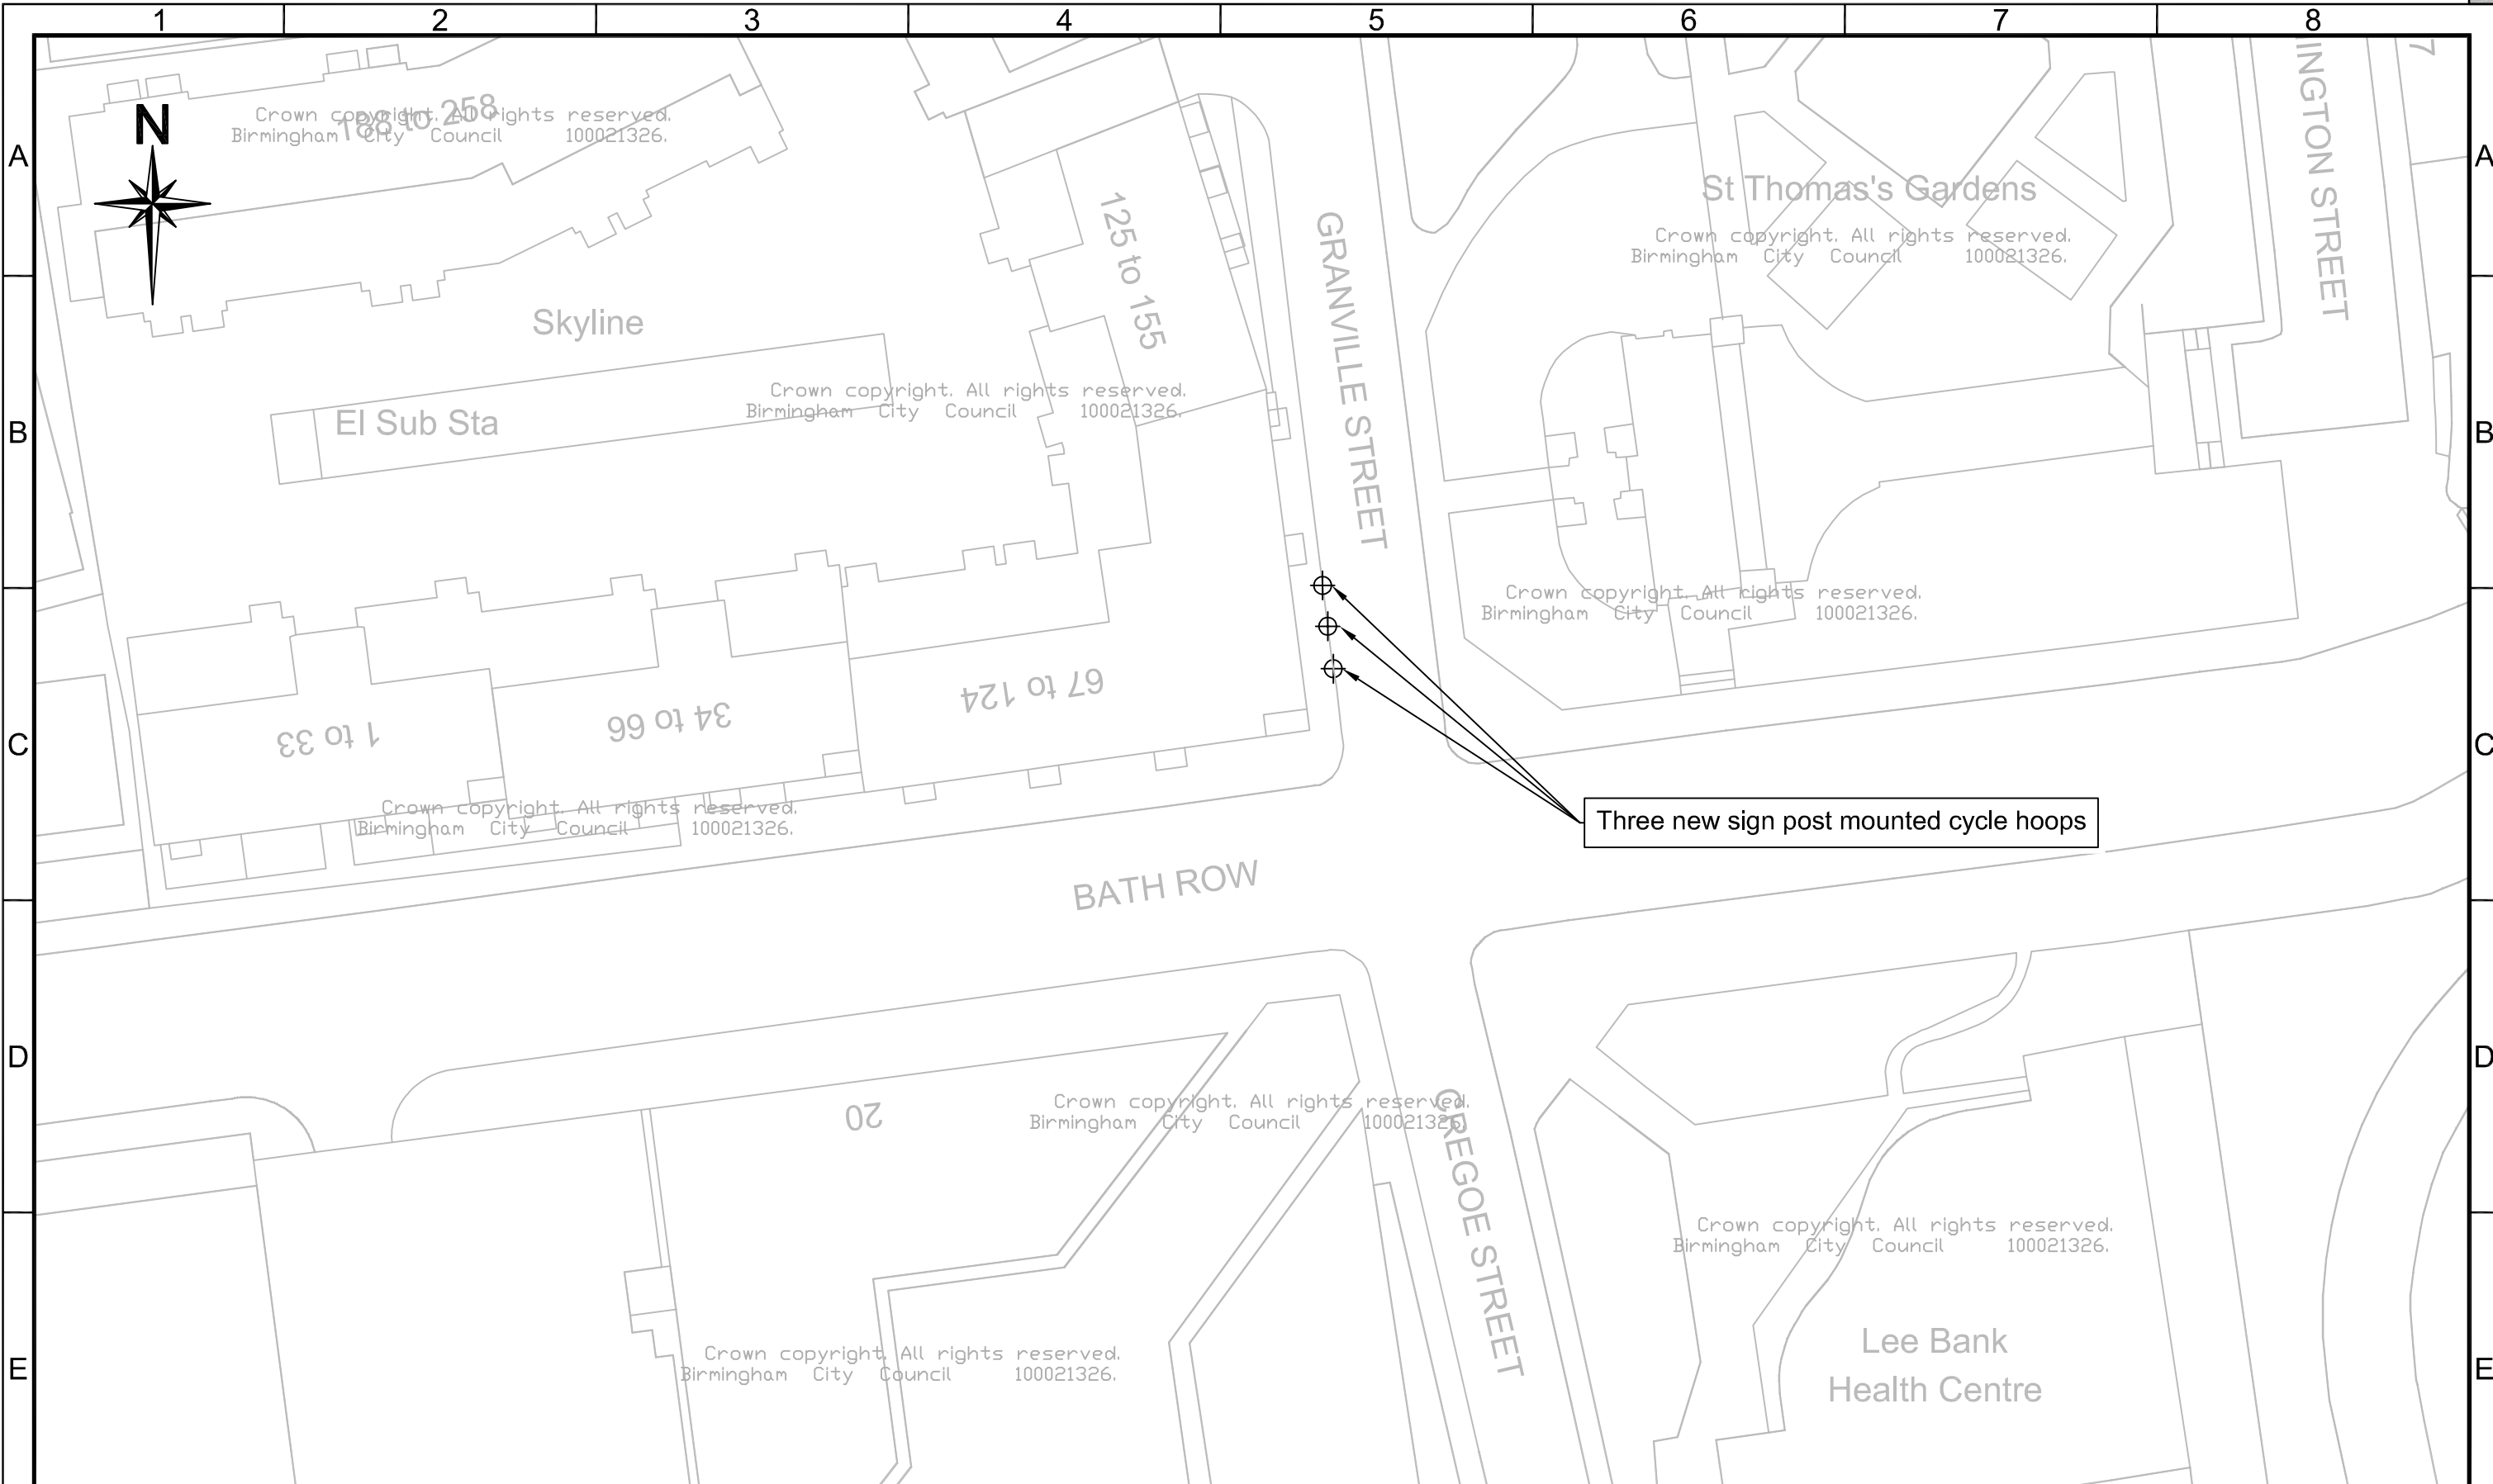 1 2 3 4 5 6 7 8
A
A
B
B
C
C
D
D
E
E
N
188 to 258
Crown copyright. All rights reserved.
Birmingham City Council 100021326.
125 to 155
GRANVILLE STREET
St Thomas's Gardens
Crown copyright. All rights reserved.
Birmingham City Council 100021326.
INGTON STREET
7
Skyline
El Sub Sta
Crown copyright. All rights reserved.
Birmingham City Council 100021326.
Crown copyright. All rights reserved.
Birmingham City Council 100021326.
1 to 33
34 to 66
67 to 124
Crown copyright. All rights reserved.
Birmingham City Council 100021326.
Three new sign post mounted cycle hoops
BATH ROW
20
Crown copyright. All rights reserved.
Birmingham City Council 100021326.
CREGOE STREET
Crown copyright. All rights reserved.
Birmingham City Council 100021326.
Crown copyright. All rights reserved.
Birmingham City Council 100021326.
Lee Bank
Health Centre